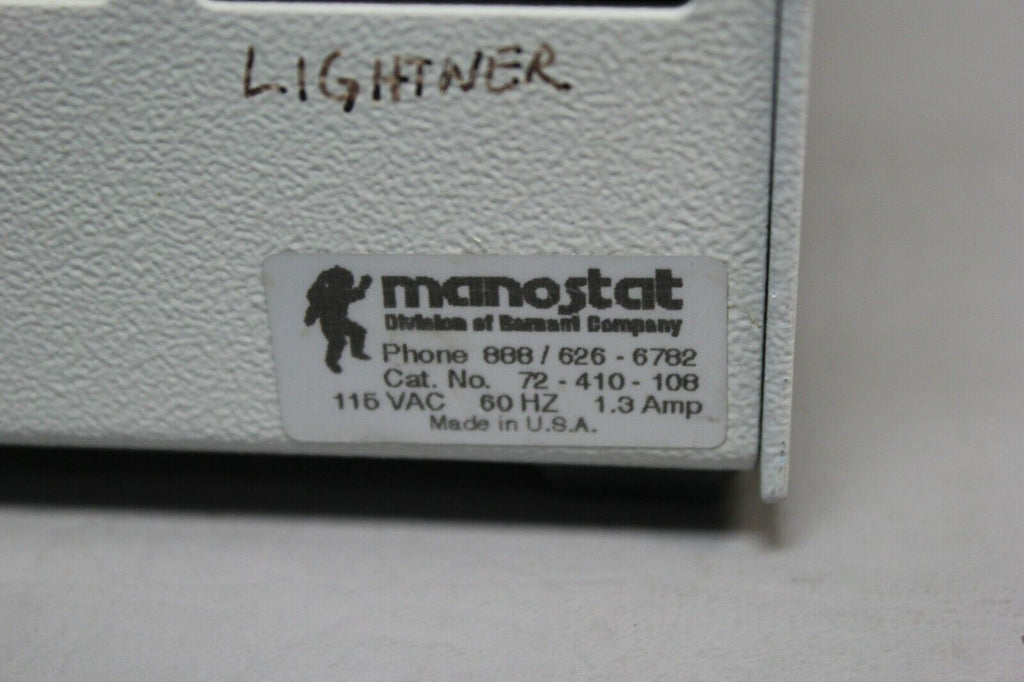 LIGHTNER
manostat
Division of Barnant Company
Phone 888 / 626 - 6782
Cat. No. 72 - 410 - 108
115 VAC 60 HZ 1.3 Amp
Made in U.S.A.